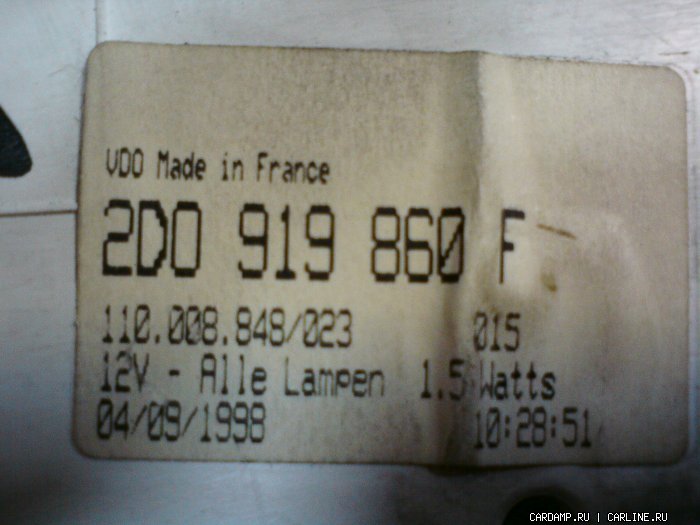 VDO Made in France
2D0 919 860 F
110.008.848/023 015
12V - Alle Lampen 1.5 Watts
04/09/1998 10:28:51
CARDAMP.RU | CARLINE.RU